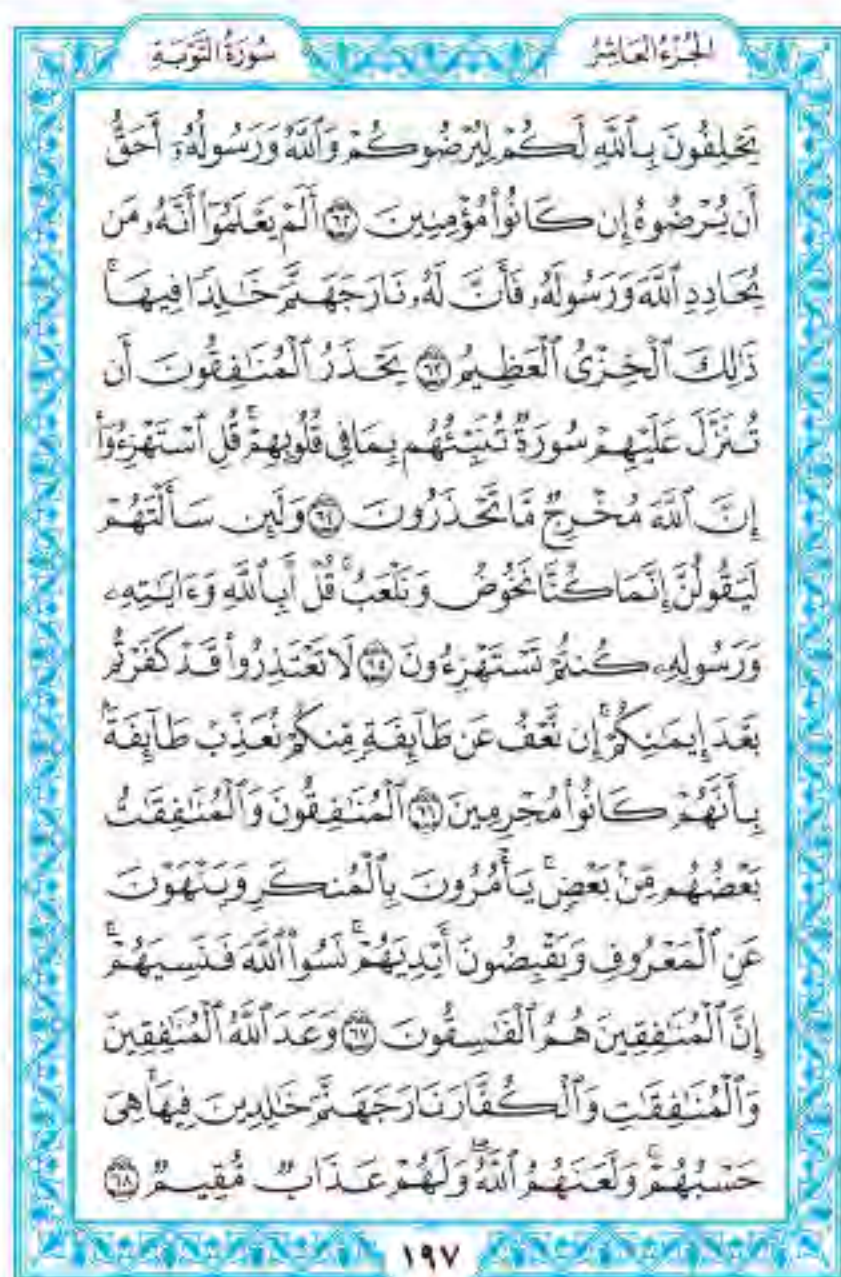 الجُزْءُ العَاشِرُ
سُورَةُ التَّوْبَةِ
يَحْلِفُونَ بِٱللَّهِ لَكُمْ لِيُرْضُوكُمْ وَٱللَّهُ وَرَسُولُهُۥٓ أَحَقُّ
أَن يُرْضُوهُ إِن كَانُوا۟ مُؤْمِنِينَ ٦٢ أَلَمْ يَعْلَمُوٓا۟ أَنَّهُۥ مَن
يُحَادِدِ ٱللَّهَ وَرَسُولَهُۥ فَأَنَّ لَهُۥ نَارَ جَهَنَّمَ خَٰلِدًا فِيهَا ۚ
ذَٰلِكَ ٱلْخِزْىُ ٱلْعَظِيمُ ٦٣ يَحْذَرُ ٱلْمُنَٰفِقُونَ أَن
تُنَزَّلَ عَلَيْهِمْ سُورَةٌ تُنَبِّئُهُم بِمَا فِى قُلُوبِهِمْ ۚ قُلِ ٱسْتَهْزِءُوٓا۟
إِنَّ ٱللَّهَ مُخْرِجٌ مَّا تَحْذَرُونَ ٦٤ وَلَئِن سَأَلْتَهُمْ
لَيَقُولُنَّ إِنَّمَا كُنَّا نَخُوضُ وَنَلْعَبُ ۚ قُلْ أَبِٱللَّهِ وَءَايَٰتِهِۦ
وَرَسُولِهِۦ كُنتُمْ تَسْتَهْزِءُونَ ٦٥ لَا تَعْتَذِرُوا۟ قَدْ كَفَرْتُم
بَعْدَ إِيمَٰنِكُمْ ۚ إِن نَّعْفُ عَن طَآئِفَةٍ مِّنكُمْ نُعَذِّبْ طَآئِفَةًۢ
بِأَنَّهُمْ كَانُوا۟ مُجْرِمِينَ ٦٦ ٱلْمُنَٰفِقُونَ وَٱلْمُنَٰفِقَٰتُ
بَعْضُهُم مِّنۢ بَعْضٍ ۚ يَأْمُرُونَ بِٱلْمُنكَرِ وَيَنْهَوْنَ
عَنِ ٱلْمَعْرُوفِ وَيَقْبِضُونَ أَيْدِيَهُمْ ۚ نَسُوا۟ ٱللَّهَ فَنَسِيَهُمْ ۗ
إِنَّ ٱلْمُنَٰفِقِينَ هُمُ ٱلْفَٰسِقُونَ ٦٧ وَعَدَ ٱللَّهُ ٱلْمُنَٰفِقِينَ
وَٱلْمُنَٰفِقَٰتِ وَٱلْكُفَّارَ نَارَ جَهَنَّمَ خَٰلِدِينَ فِيهَا ۚ هِىَ
حَسْبُهُمْ ۚ وَلَعَنَهُمُ ٱللَّهُ ۖ وَلَهُمْ عَذَابٌ مُّقِيمٌ ٦٨
١٩٧